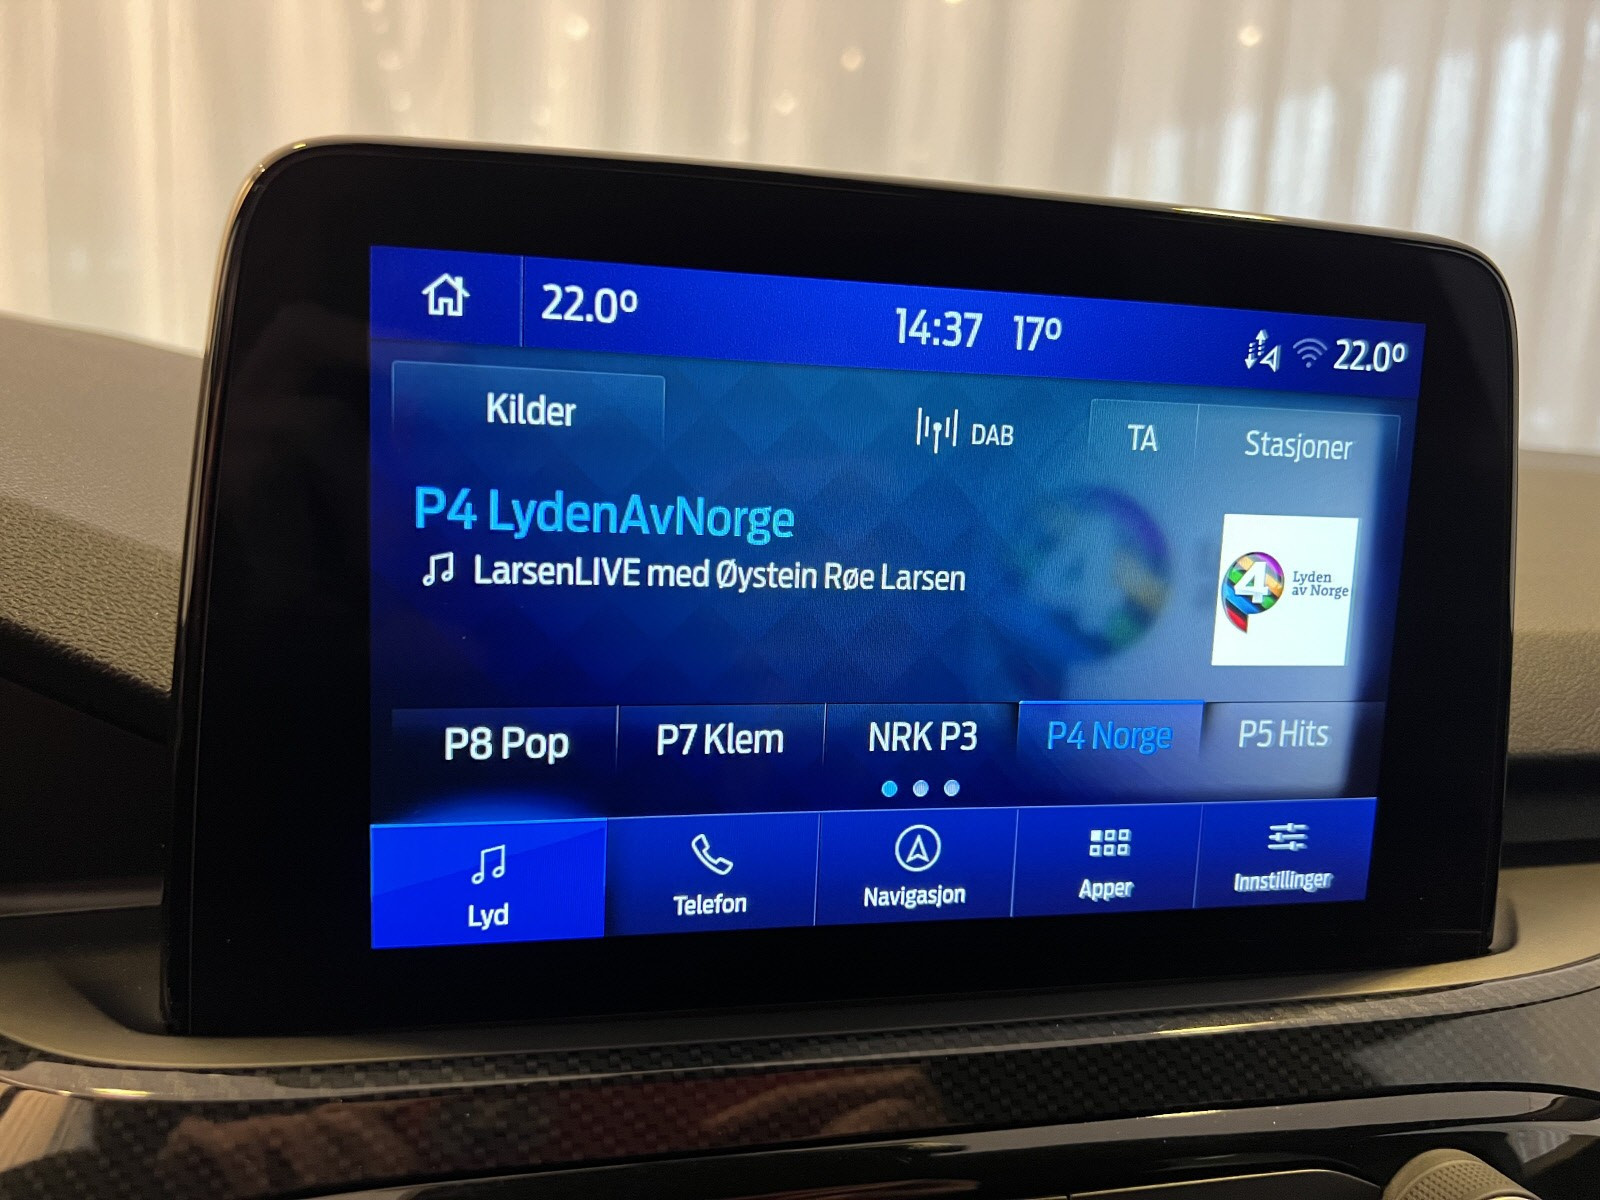 22.0º 14:37 17º 22.0º
Kilder DAB TA Stasjoner
P4 LydenAvNorge
LarsenLIVE med Øystein Røe Larsen
4 Lyden
av Norge
P8 Pop P7 Klem NRK P3 P4 Norge P5 Hits
Lyd Telefon Navigasjon Apper Innstillinger